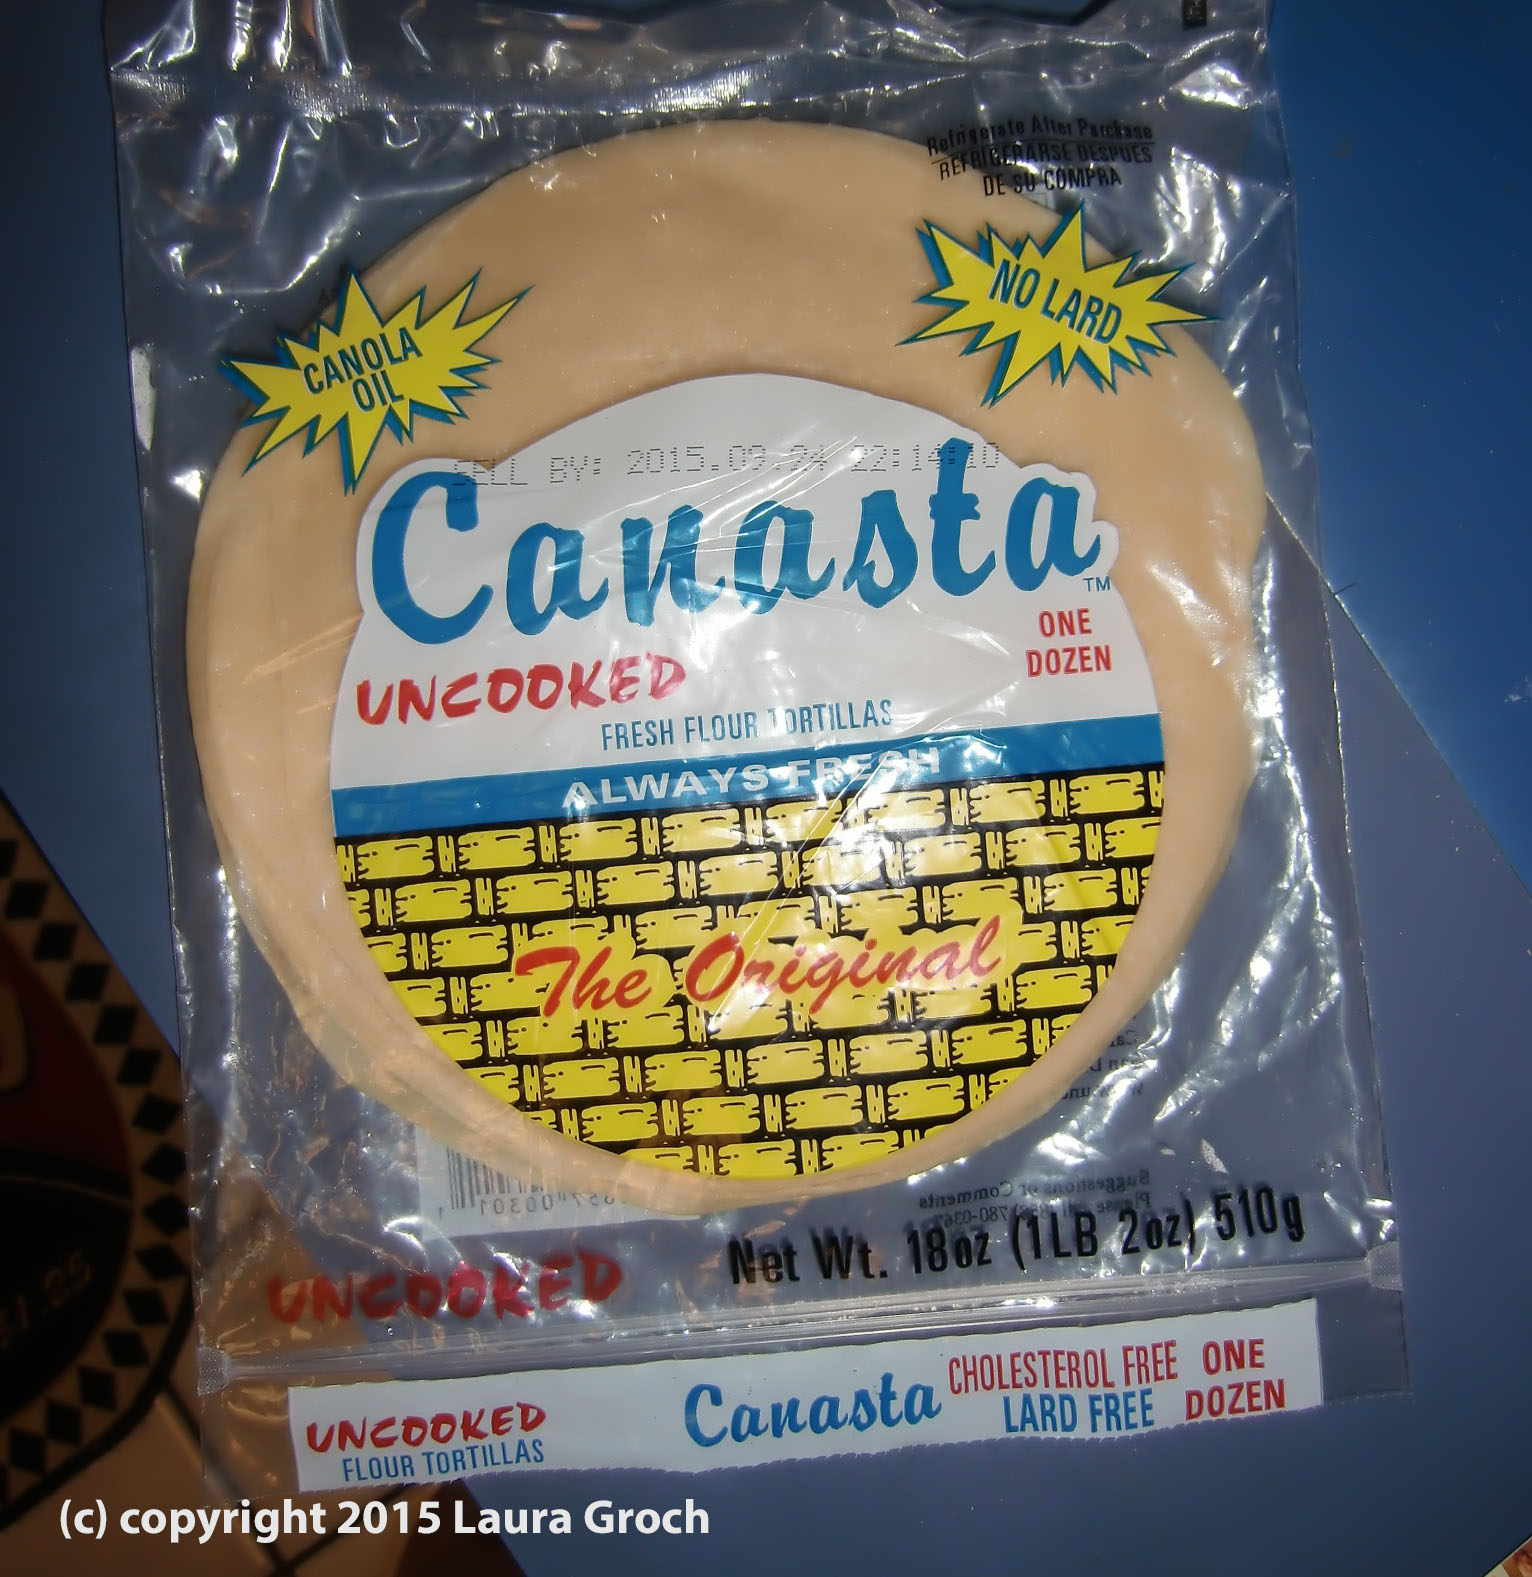 Refrigerate After Purchase
REFRIGERARSE DESPUES
DE SU COMPRA
CANOLA
OIL
NO LARD
SELL BY: 2015.09.24 22:14:10
Canasta
TM
ONE
DOZEN
UNCOOKED
FRESH FLOUR TORTILLAS
ALWAYS FRESH
The Original
Suggestions or Comments
Net Wt. 18oz (1LB 2oz) 510g
UNCOOKED
UNCOOKED
FLOUR TORTILLAS
Canasta
CHOLESTEROL FREE
LARD FREE
ONE
DOZEN
(c) copyright 2015 Laura Groch